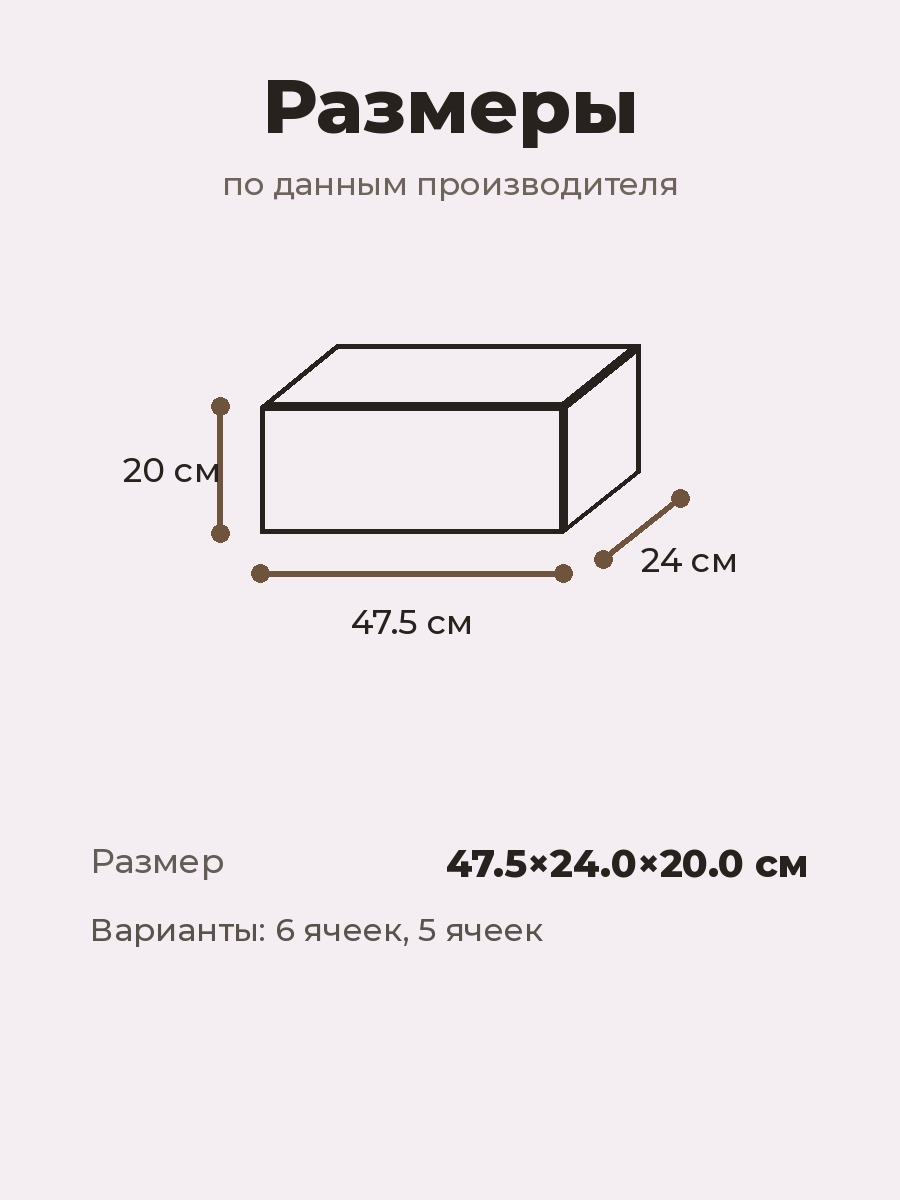 Размеры
по данным производителя
20 см
24 см
47.5 см
Размер 47.5×24.0×20.0 см
Варианты: 6 ячеек, 5 ячеек